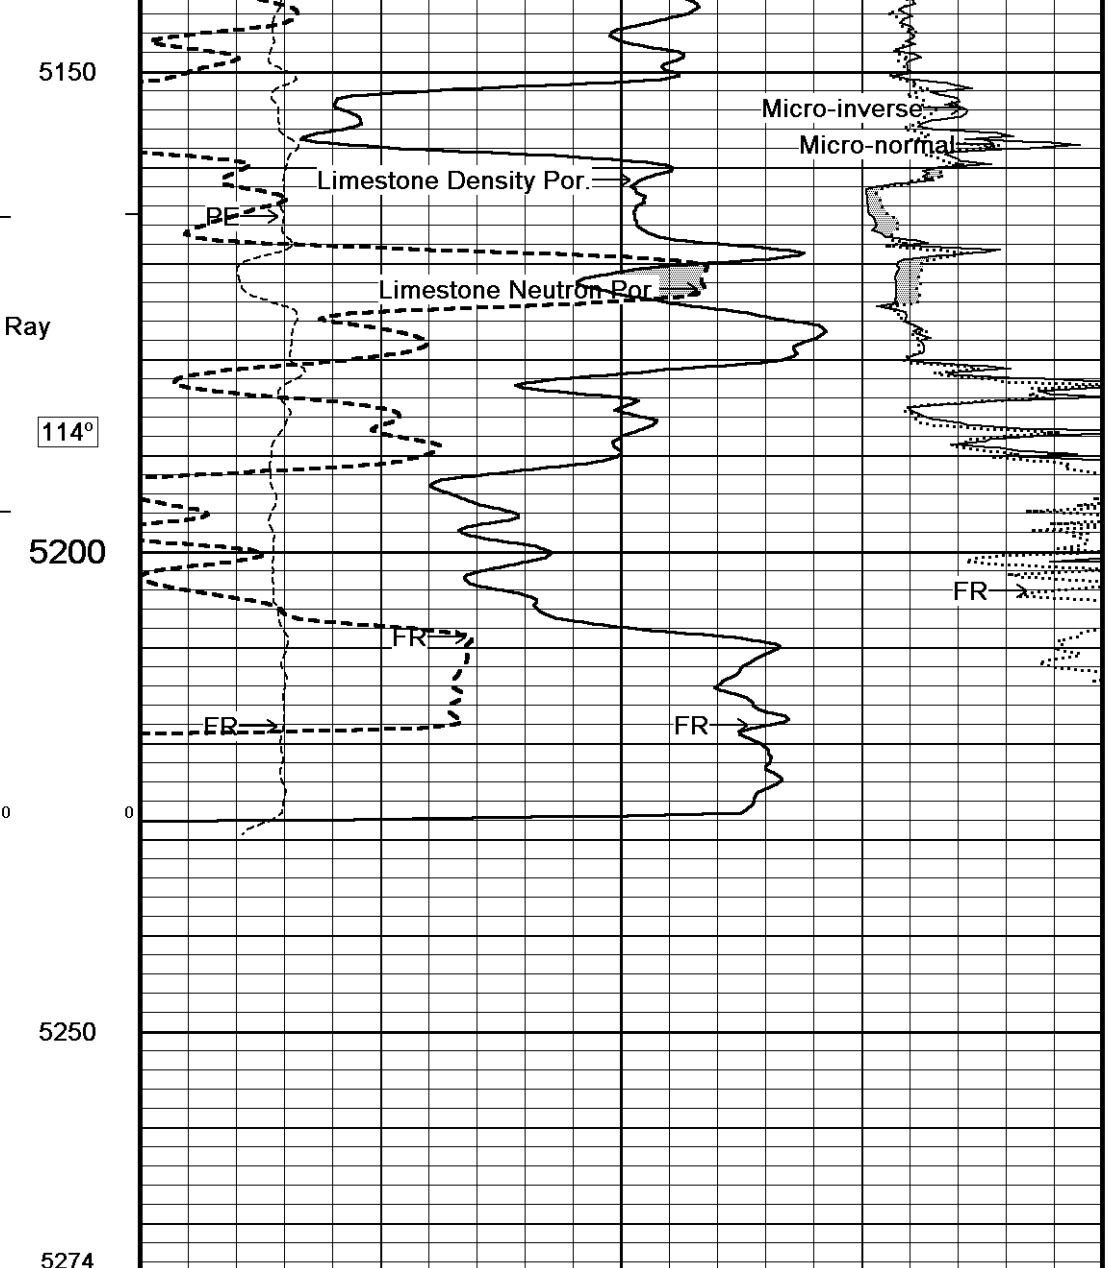 5150
Micro-inverse
Micro-normal
Limestone Density Por.
PE
Limestone Neutron Por
Ray
114º
5200
FR
FR
FR
FR
0
0
5250
5274